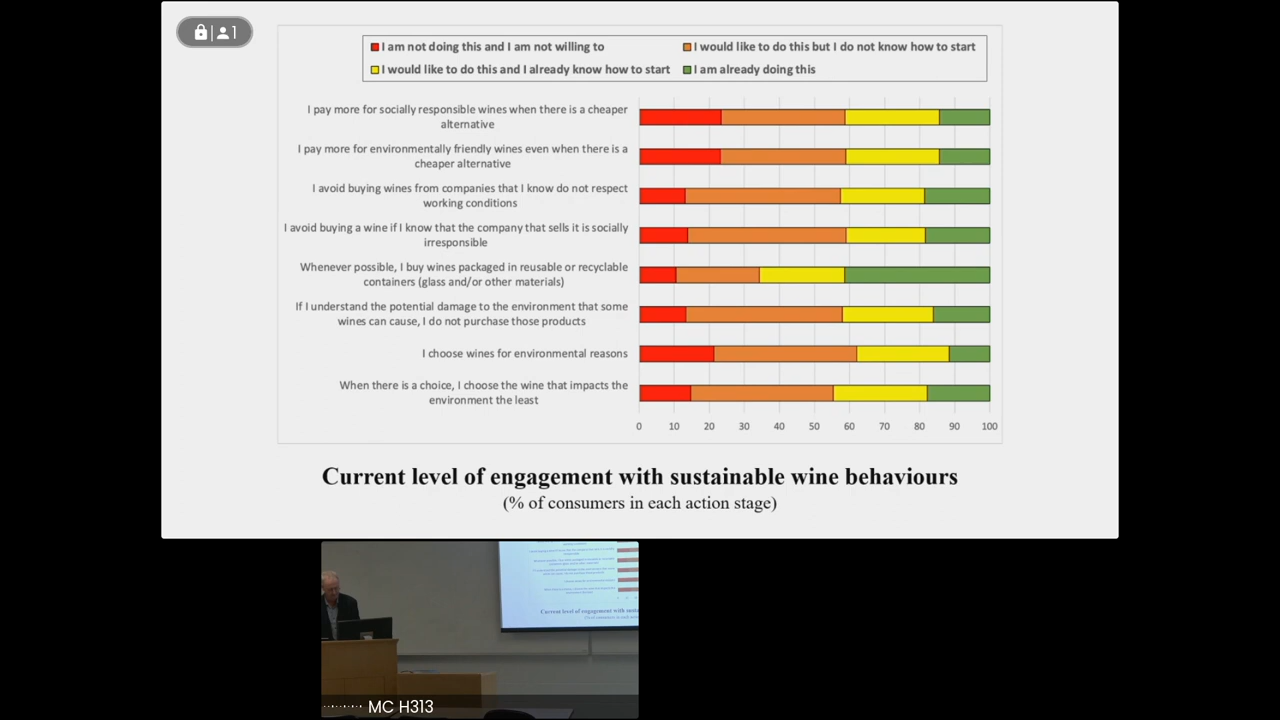 1
I am not doing this and I am not willing to
I would like to do this but I do not know how to start
I would like to do this and I already know how to start
I am already doing this
I pay more for socially responsible wines when there is a cheaper
alternative
I pay more for environmentally friendly wines even when there is a
cheaper alternative
I avoid buying wines from companies that I know do not respect
working conditions
I avoid buying a wine if I know that the company that sells it is socially
irresponsible
Whenever possible, I buy wines packaged in reusable or recyclable
containers (glass and/or other materials)
If I understand the potential damage to the environment that some
wines can cause, I do not purchase those products
I choose wines for environmental reasons
When there is a choice, I choose the wine that impacts the
environment the least
0 10 20 30 40 50 60 70 80 90 100
Current level of engagement with sustainable wine behaviours
(% of consumers in each action stage)
Current level of engagement with
MC H313